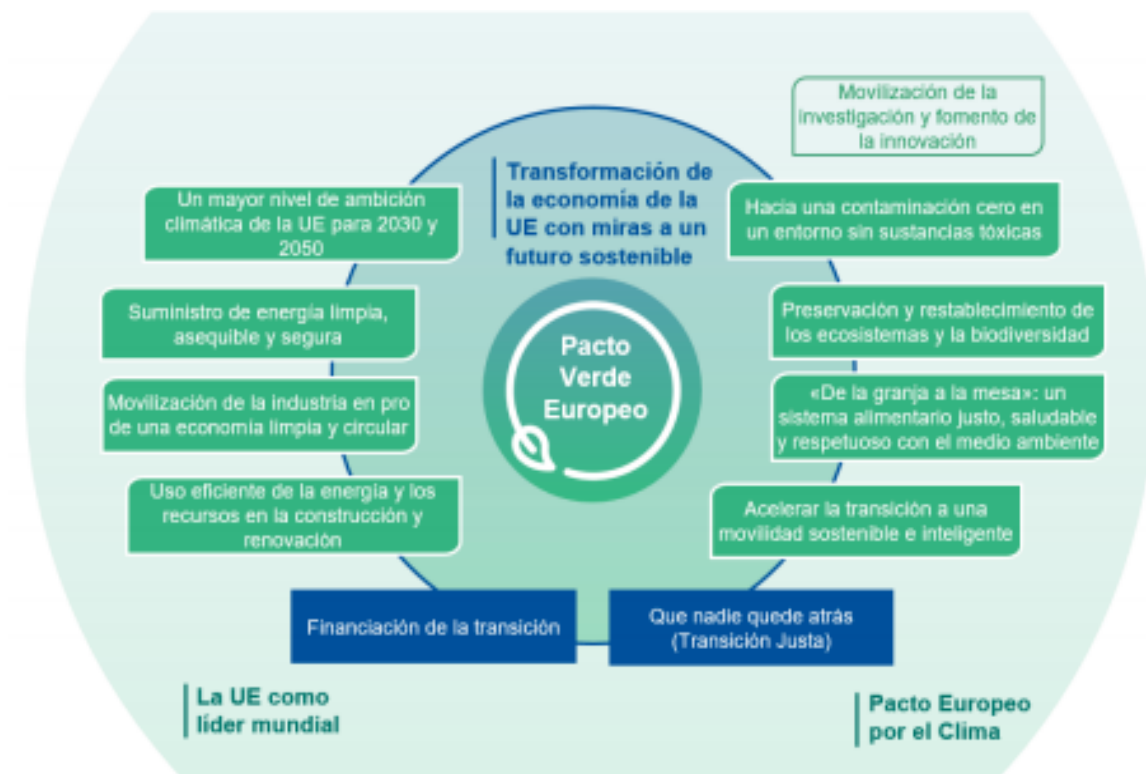 Movilización de la
investigación y fomento de
la innovación
Transformación de
la economía de la
UE con miras a un
futuro sostenible
Un mayor nivel de ambición
climática de la UE para 2030 y
2050
Hacia una contaminación cero en
un entorno sin sustancias tóxicas
Suministro de energía limpia,
asequible y segura
Preservación y restablecimiento de
los ecosistemas y la biodiversidad
Pacto
Verde
Europeo
Movilización de la industria en pro
de una economía limpia y circular
«De la granja a la mesa»: un
sistema alimentario justo, saludable
y respetuoso con el medio ambiente
Uso eficiente de la energía y los
recursos en la construcción y
renovación
Acelerar la transición a una
movilidad sostenible e inteligente
Financiación de la transición
Que nadie quede atrás
(Transición Justa)
La UE como
líder mundial
Pacto Europeo
por el Clima